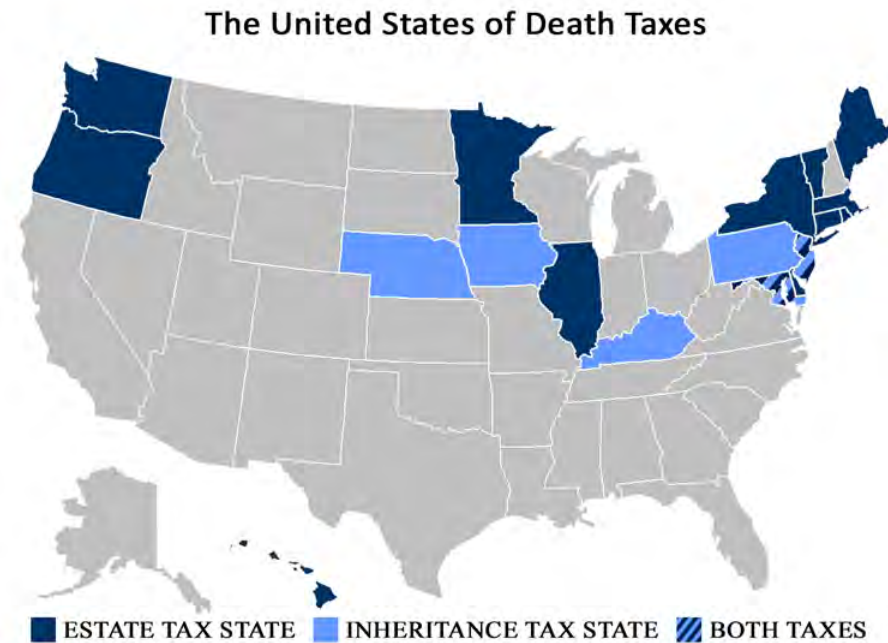 The United States of Death Taxes
ESTATE TAX STATE INHERITANCE TAX STATE BOTH TAXES